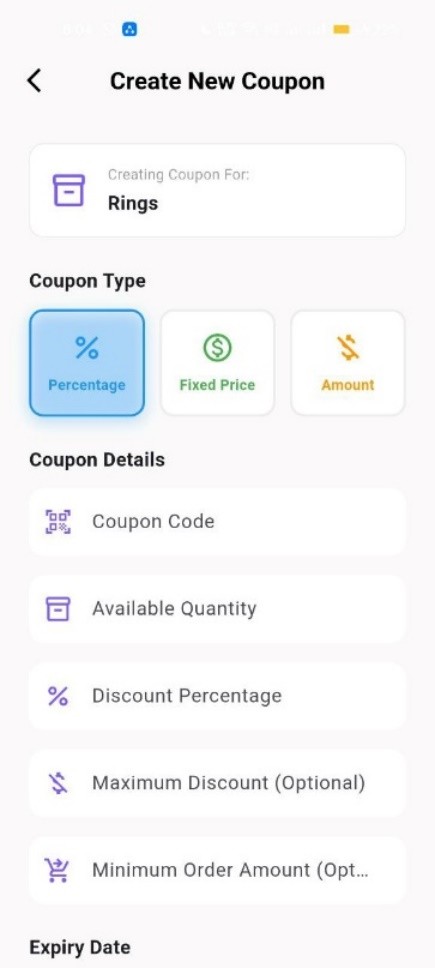 Create New Coupon
Creating Coupon For:
Rings
Coupon Type
Percentage
Fixed Price
Amount
Coupon Details
Coupon Code
Available Quantity
Discount Percentage
Maximum Discount (Optional)
Minimum Order Amount (Opt...
Expiry Date